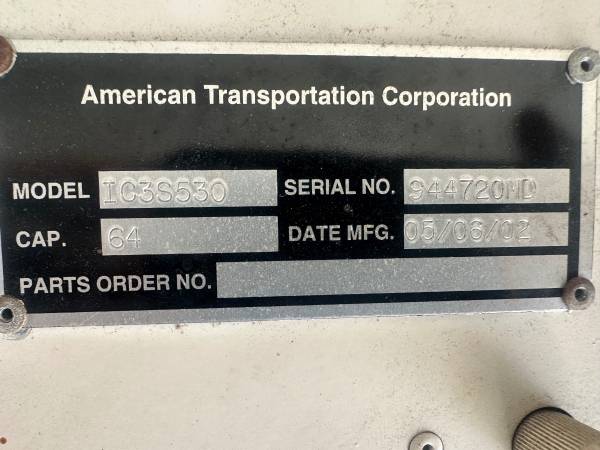 American Transportation Corporation
MODEL IC3S530 SERIAL NO. 944720MD
CAP. 64 DATE MFG. 05/06/02
PARTS ORDER NO.